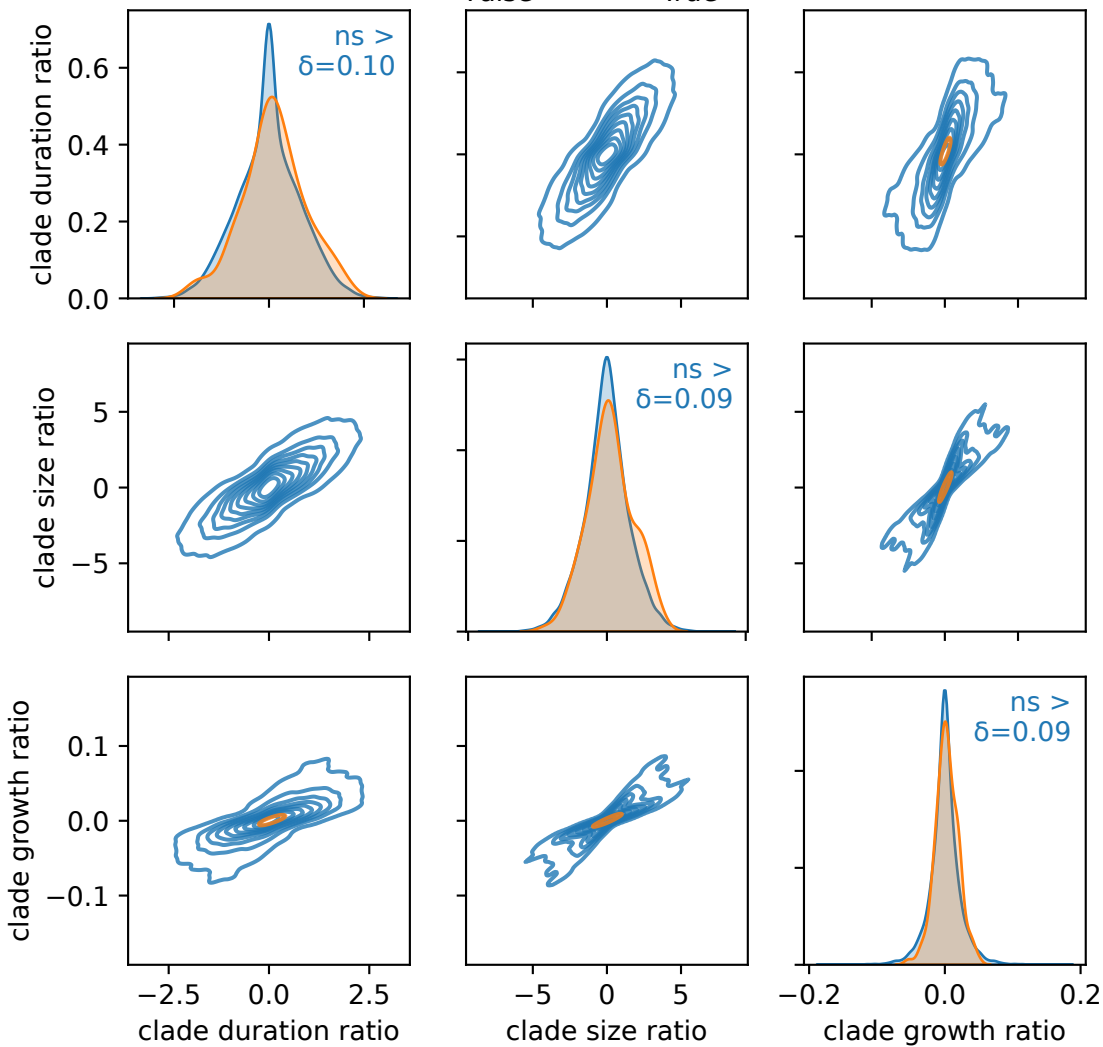 clade duration ratio
0.6
0.4
0.2
0.0
ns >
δ=0.10
clade size ratio
5
0
−5
ns >
δ=0.09
clade growth ratio
0.1
0.0
−0.1
ns >
δ=0.09
−2.5 0.0 2.5
−5 0 5
−0.2 0.0 0.2
clade duration ratio
clade size ratio
clade growth ratio